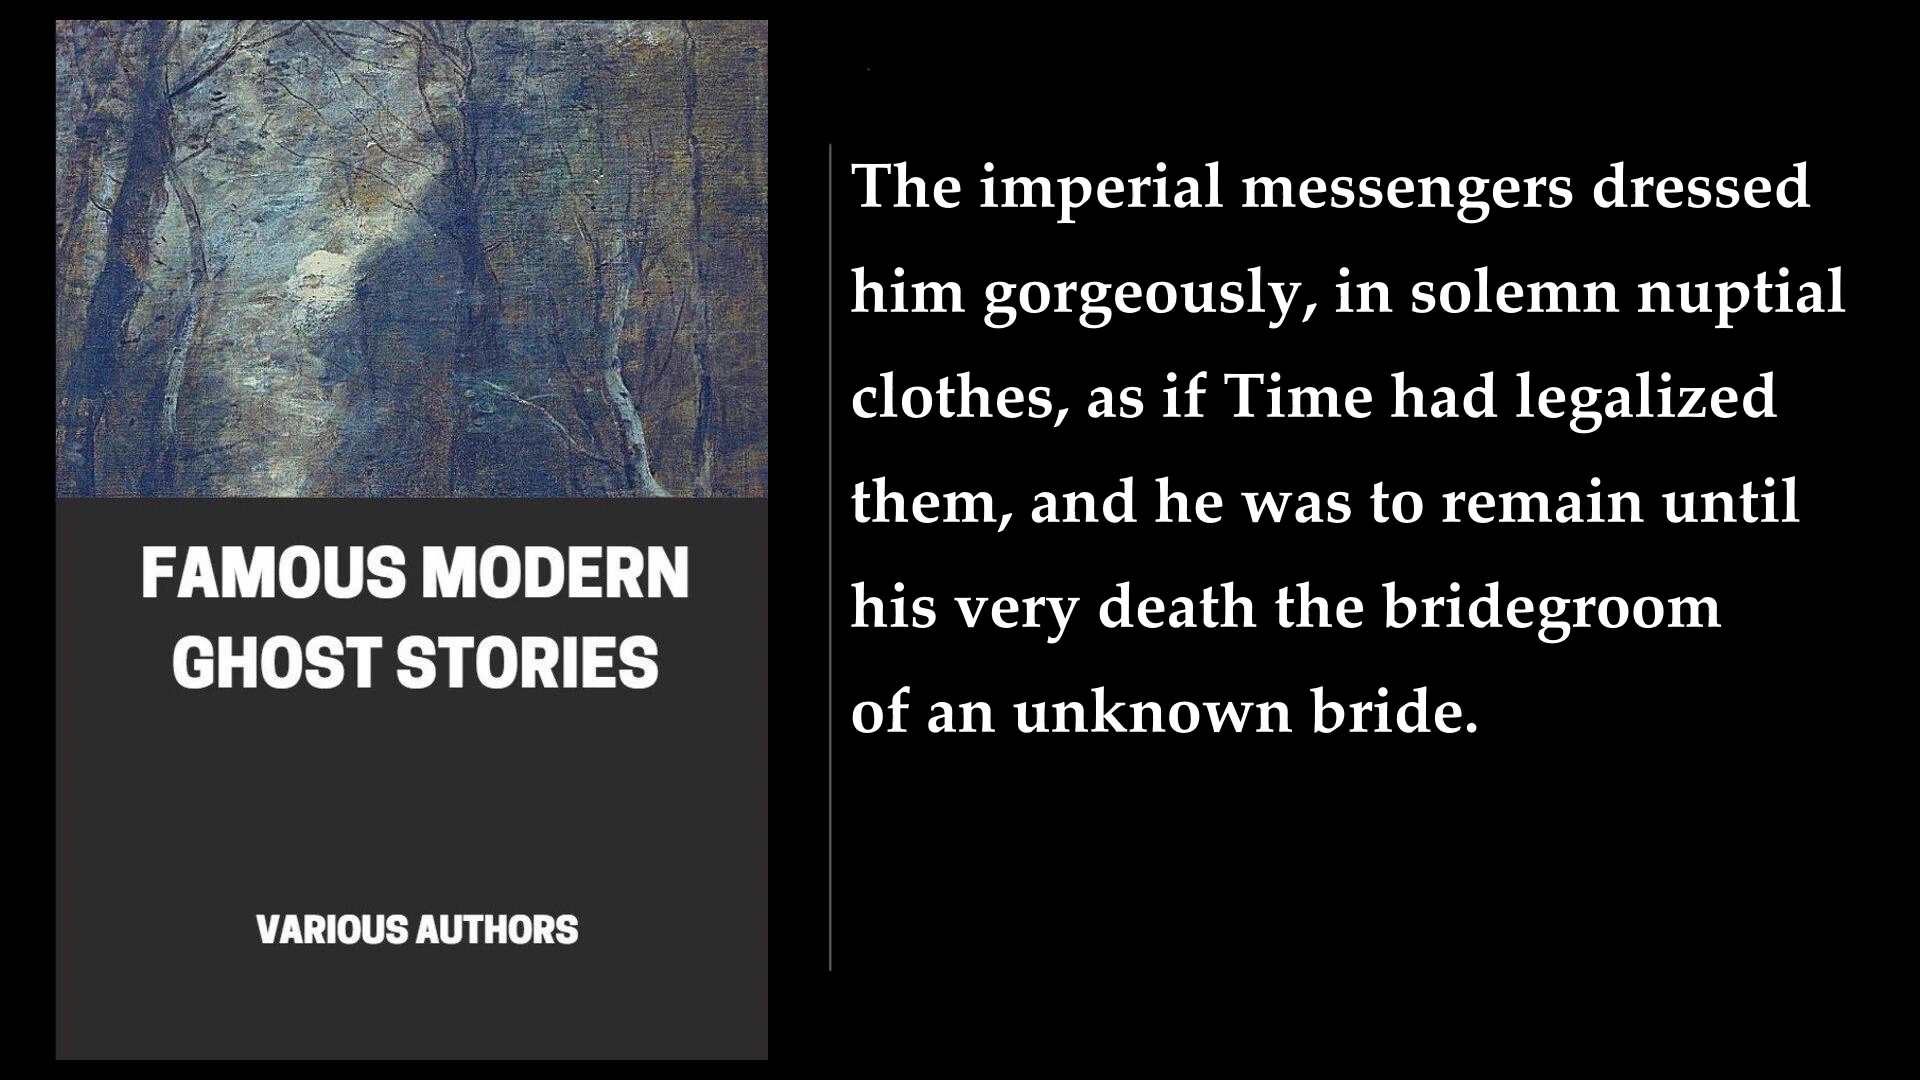 FAMOUS MODERN
GHOST STORIES
VARIOUS AUTHORS
The imperial messengers dressed
him gorgeously, in solemn nuptial
clothes, as if Time had legalized
them, and he was to remain until
his very death the bridegroom
of an unknown bride.